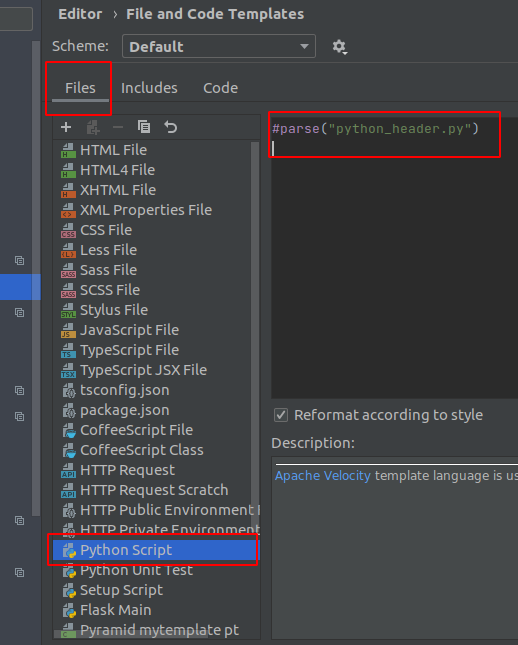 Editor › File and Code Templates
Scheme: Default
Files Includes Code
#parse("python_header.py")
HTML File
HTML4 File
XHTML File
XML Properties File
CSS File
Less File
Sass File
SCSS File
Stylus File
JavaScript File
TypeScript File
TypeScript JSX File
tsconfig.json
package.json
CoffeeScript File
CoffeeScript Class
HTTP Request
HTTP Request Scratch
HTTP Public Environment
HTTP Private Environment
Python Script
Python Unit Test
Setup Script
Flask Main
Pyramid mytemplate pt
Reformat according to style
Description:
Apache Velocity template language is us